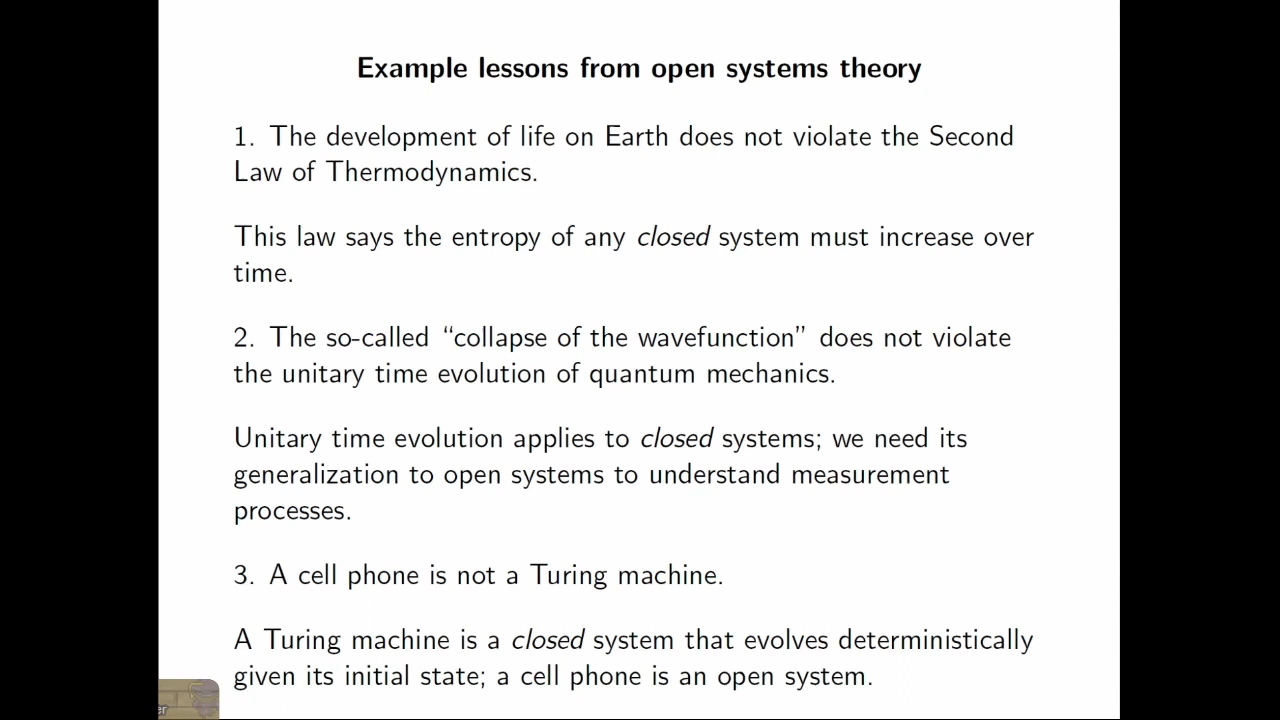 Example lessons from open systems theory
1. The development of life on Earth does not violate the Second
Law of Thermodynamics.
This law says the entropy of any closed system must increase over
time.
2. The so-called “collapse of the wavefunction” does not violate
the unitary time evolution of quantum mechanics.
Unitary time evolution applies to closed systems; we need its
generalization to open systems to understand measurement
processes.
3. A cell phone is not a Turing machine.
A Turing machine is a closed system that evolves deterministically
given its initial state; a cell phone is an open system.